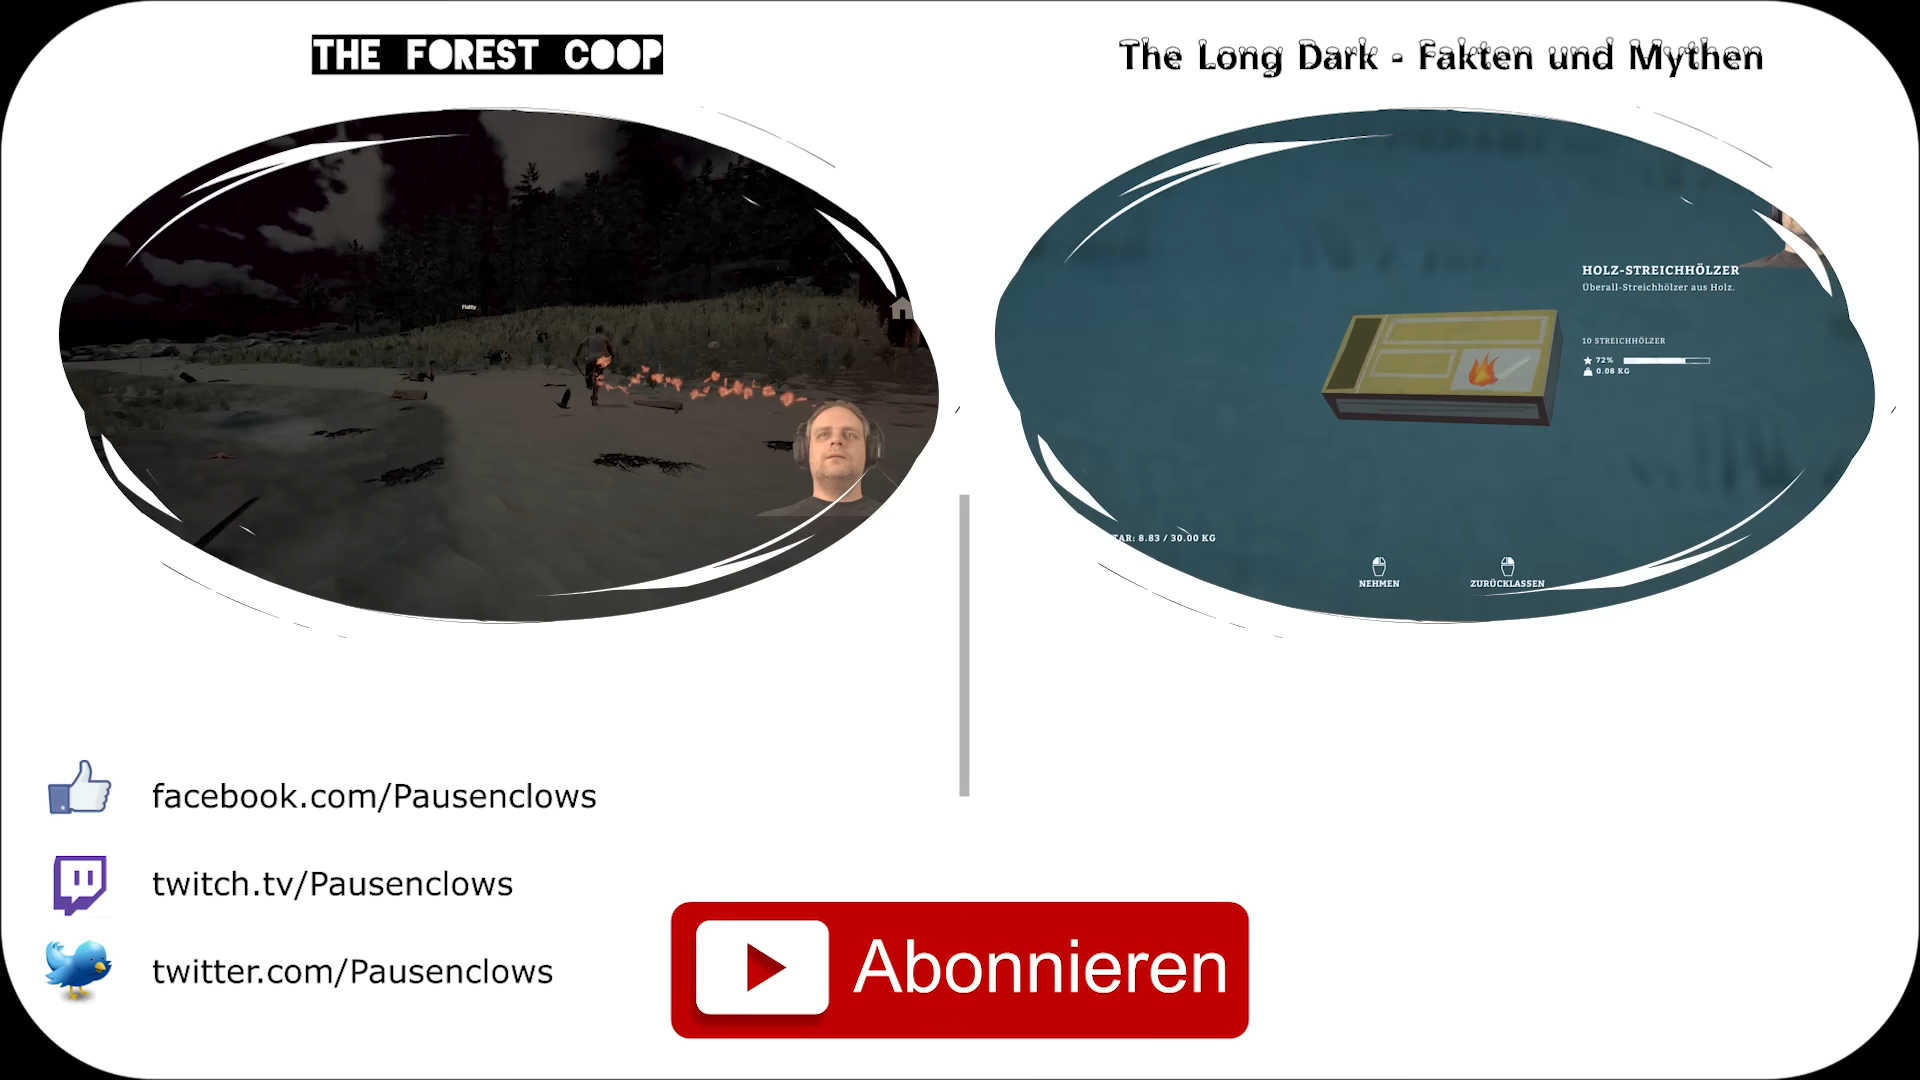 THE FOREST COOP
The Long Dark - Fakten und Mythen
Flatty
HOLZ-STREICHHÖLZER
Überall-Streichhölzer aus Holz.
10 STREICHHÖLZER
72%
0.08 KG
TAR: 8.83 / 30.00 KG
NEHMEN
ZURÜCKLASSEN
facebook.com/Pausenclows
twitch.tv/Pausenclows
twitter.com/Pausenclows
Abonnieren